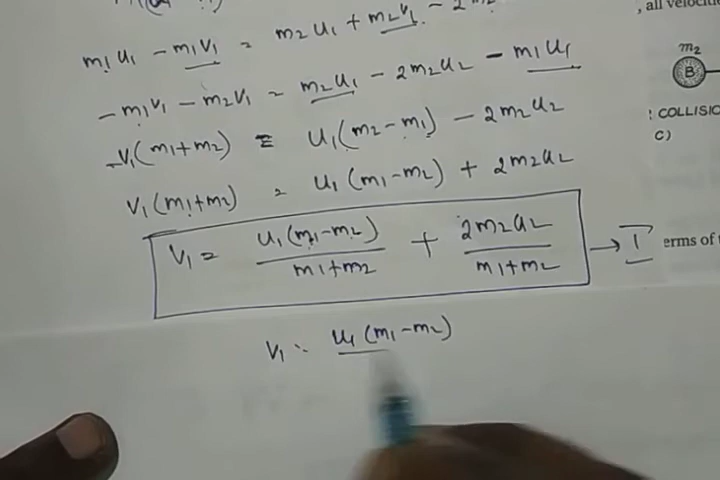 m1u1 - m1v1 = m2u1 + m2v1 - 2m2
-m1v1 - m2v1 = m2u1 - 2m2u2 - m1u1
-v1(m1+m2) = u1(m2-m1) - 2m2u2
v1(m1+m2) = u1(m1-m2) + 2m2u2
v1 = u1(m1-m2)/m1+m2 + 2m2u2/m1+m2 → I
v1 = u1(m1-m2)
, all velociti
m2
B
COLLISIO
C)
erms of